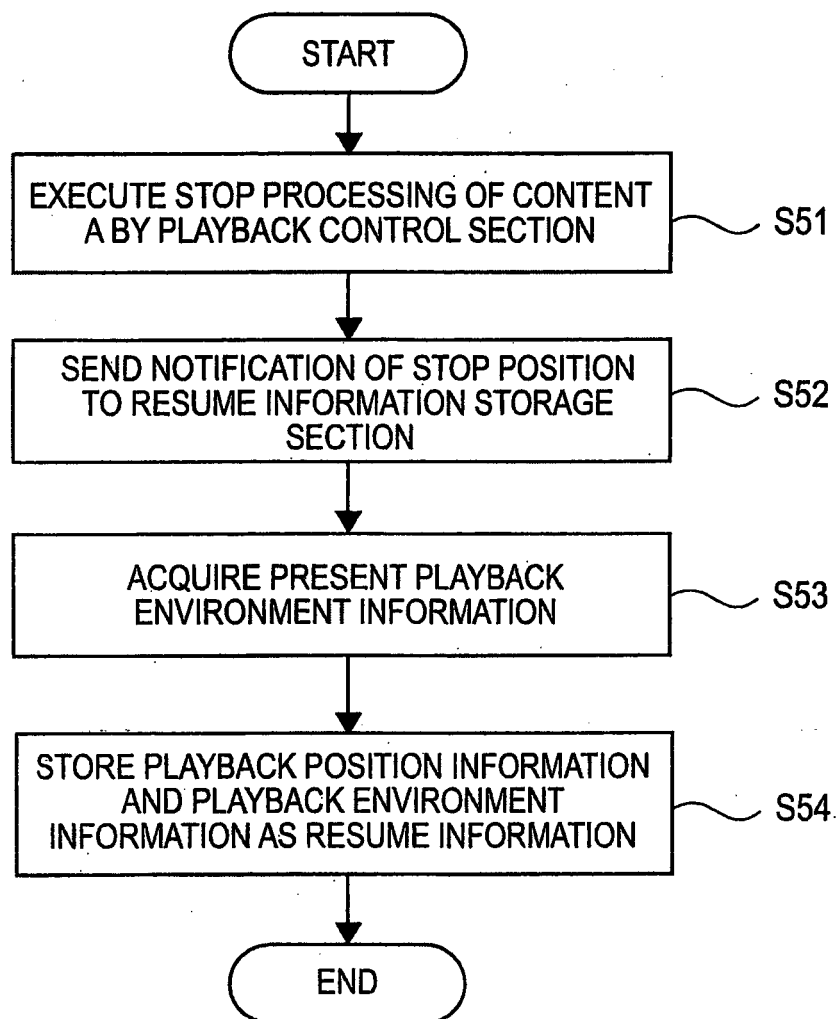 START
EXECUTE STOP PROCESSING OF CONTENT
A BY PLAYBACK CONTROL SECTION
S51
SEND NOTIFICATION OF STOP POSITION
TO RESUME INFORMATION STORAGE
SECTION
S52
ACQUIRE PRESENT PLAYBACK
ENVIRONMENT INFORMATION
S53
STORE PLAYBACK POSITION INFORMATION
AND PLAYBACK ENVIRONMENT
INFORMATION AS RESUME INFORMATION
S54
END